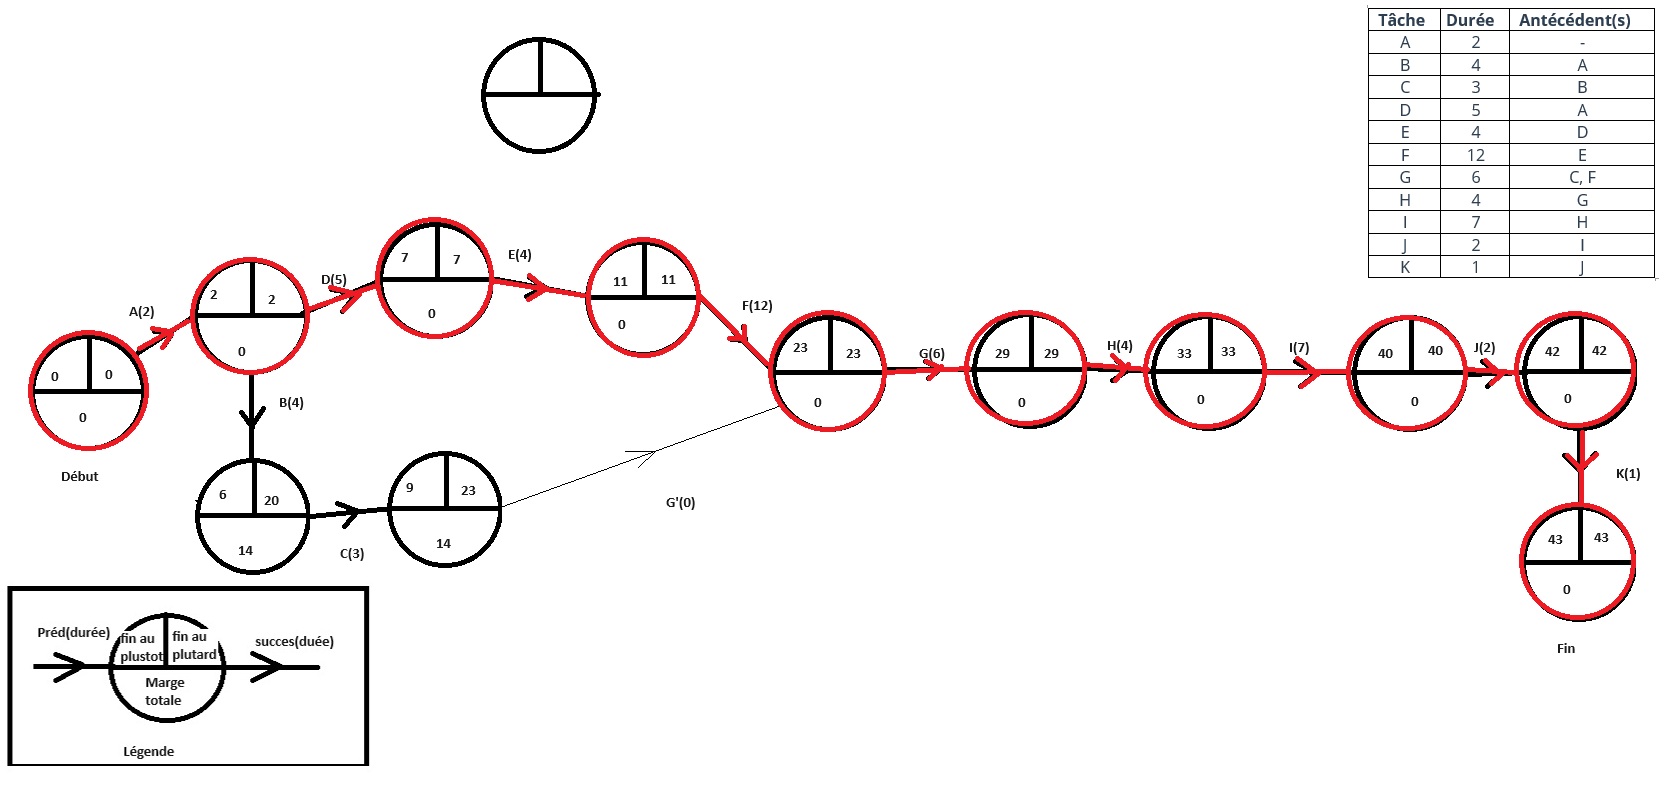 Tâche Durée Antécédent(s)
A 2 -
B 4 A
C 3 B
D 5 A
E 4 D
F 12 E
G 6 C, F
H 4 G
I 7 H
J 2 I
K 1 J
A(2)
D(5)
E(4)
F(12)
G(6)
H(4)
I(7)
J(2)
K(1)
B(4)
C(3)
G'(0)
0 0
0
Début
2 2
0
7 7
0
11 11
0
23 23
0
29 29
0
33 33
0
40 40
0
42 42
0
43 43
0
Fin
6 20
14
9 23
14
Préd(durée)
fin au
plustot
fin au
plutard
succes(duée)
Marge
totale
Légende